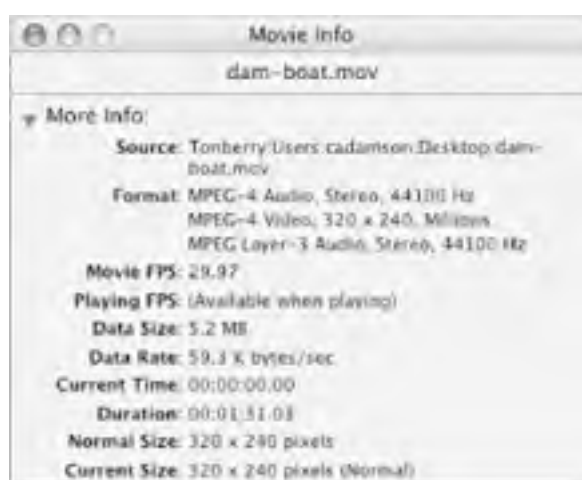 Movie Info
dam-boat.mov
More Info:
Source: Tonberry:Users:cadamson:Desktop:dam-
boat.mov
Format: MPEG-4 Audio, Stereo, 44100 Hz
MPEG-4 Video, 320 x 240, Millions
MPEG Layer-3 Audio, Stereo, 44100 Hz
Movie FPS: 29.97
Playing FPS: (Available when playing)
Data Size: 5.2 MB
Data Rate: 59.3 K bytes/sec
Current Time: 00:00:00.00
Duration: 00:01:31.03
Normal Size: 320 x 240 pixels
Current Size: 320 x 240 pixels (Normal)